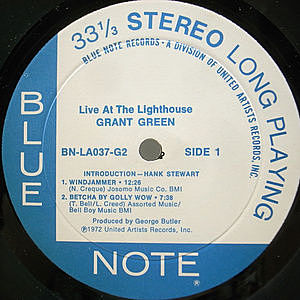 33⅓ STEREO LONG PLAYING
BLUE NOTE RECORDS • A DIVISION OF UNITED ARTISTS RECORDS, INC.
Live At The Lighthouse
GRANT GREEN
BN-LA037-G2 SIDE 1
INTRODUCTION—HANK STEWART
1. WINDJAMMER • 12:26
(N. Creque) Josomo Music Co. BMI
2. BETCHA BY GOLLY WOW • 7:38
(T. Bell/L. Creed) Assorted Music/
Bell Boy Music BMI
Produced by George Butler
℗1972 United Artists Records, Inc.
BLUE
NOTE®